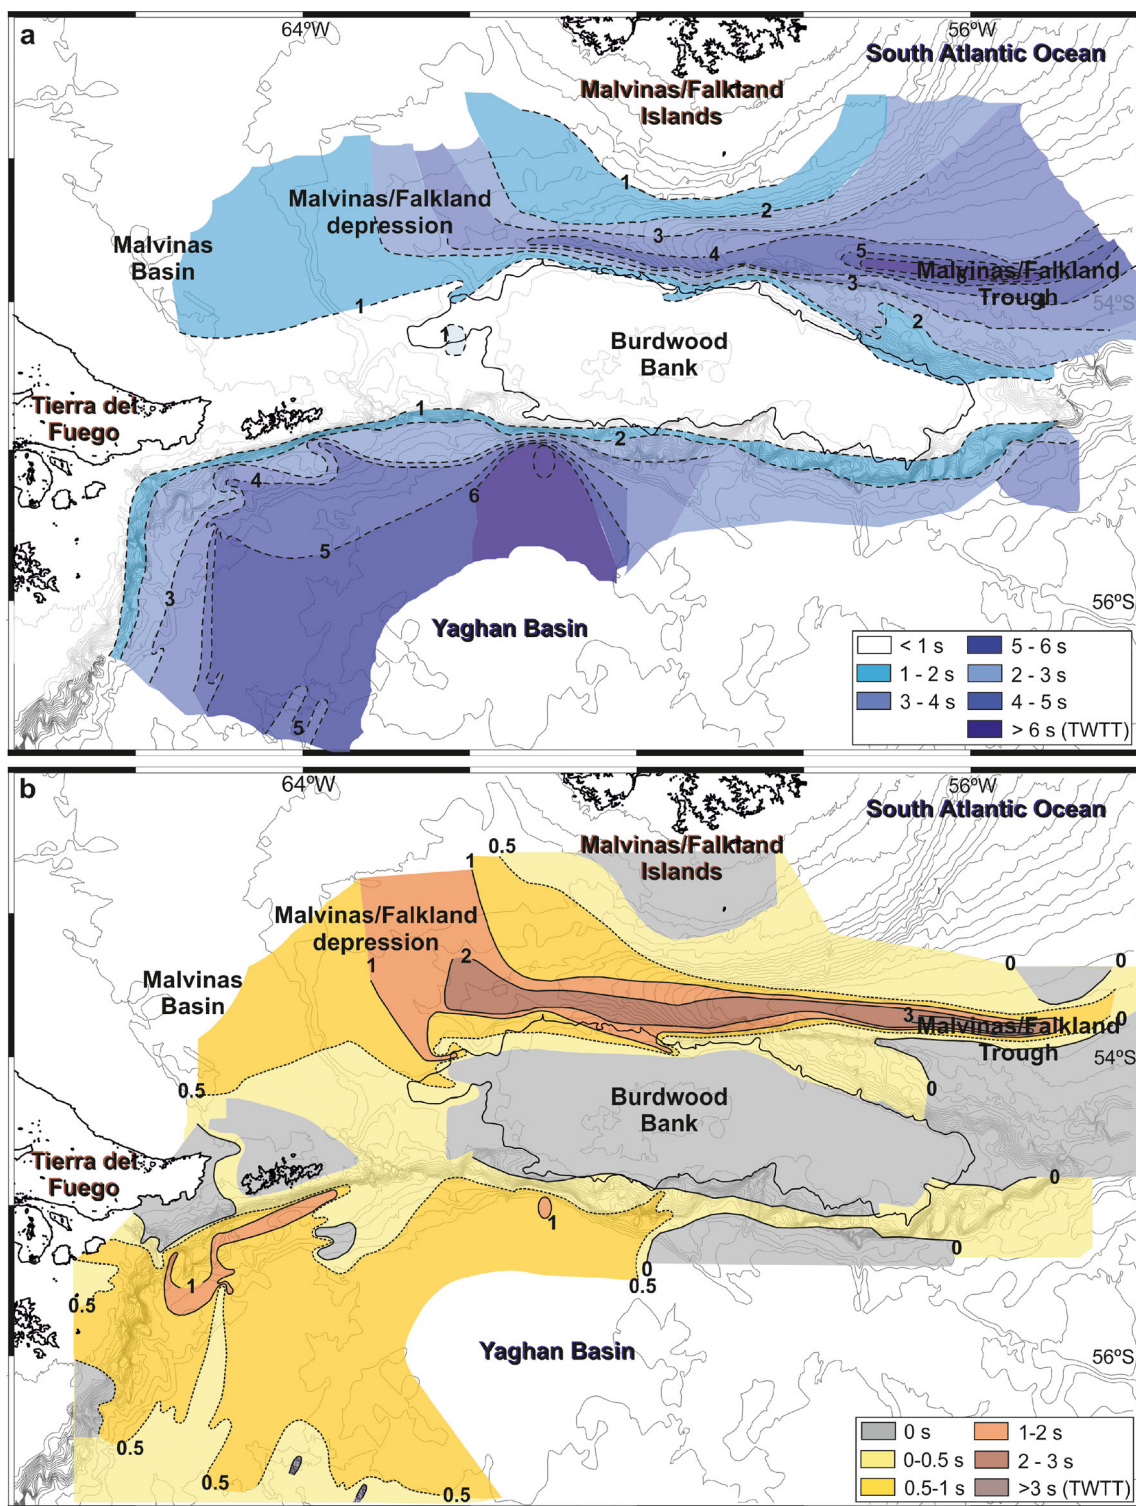 a
64ºW
56ºW
South Atlantic Ocean
Malvinas/Falkland
Islands
1
Malvinas/Falkland
depression
2
3
Malvinas
Basin
4
5
Malvinas/Falkland
6
Trough
54ºS
3
4
1
2
1
Burdwood
Bank
Tierra del
Fuego
1
2
4
6
5
3
56ºS
Yaghan Basin
5
< 1 s
5 - 6 s
1 - 2 s
2 - 3 s
3 - 4 s
4 - 5 s
> 6 s (TWTT)
b
64ºW
56ºW
South Atlantic Ocean
0.5
Malvinas/Falkland
Islands
1
Malvinas/Falkland
depression
2
1
0
0
Malvinas
Basin
3
0
Malvinas/Falkland
Trough
54ºS
0.5
0
Burdwood
Bank
Tierra del
Fuego
0
1
0
0
1
0.5
0.5
Yaghan Basin
56ºS
0.5
0.5
0.5
0 s
1-2 s
0-0.5 s
2 - 3 s
0.5-1 s
>3 s (TWTT)